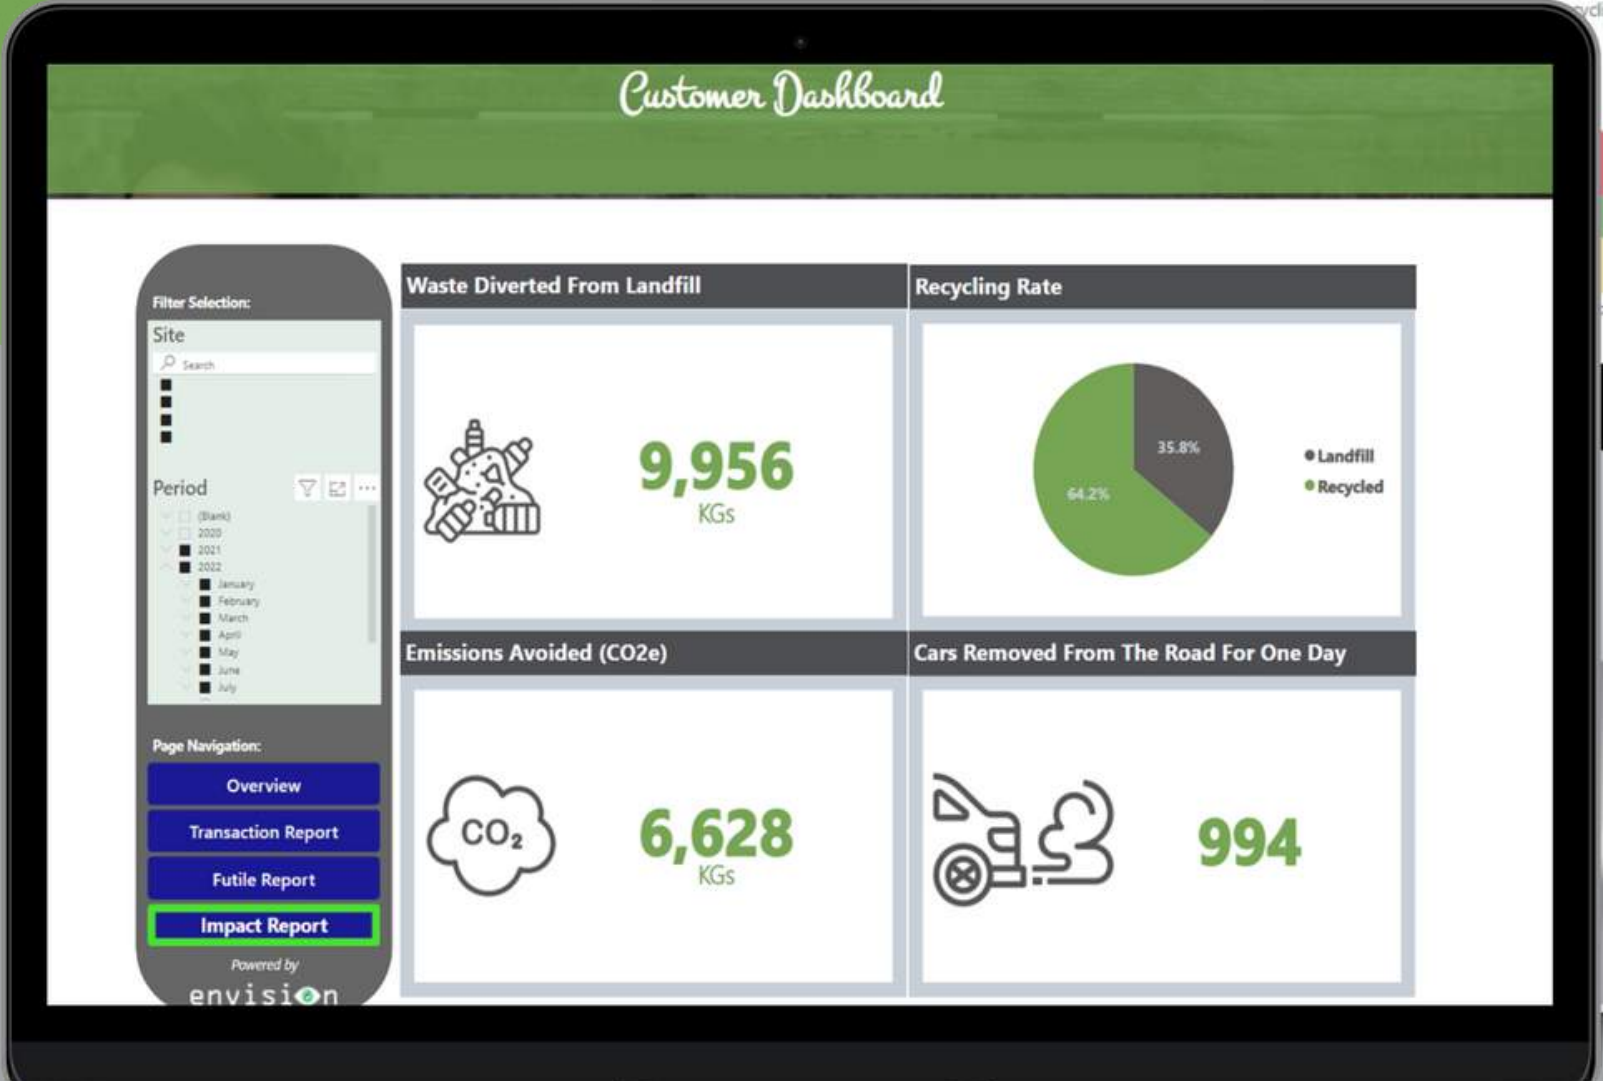 Customer Dashboard
Filter Selection:
Site
Search
Period
(Blank)
2020
2021
2022
January
February
March
April
May
June
July
Page Navigation:
Overview
Transaction Report
Futile Report
Impact Report
Powered by
envision
Waste Diverted From Landfill
9,956
KGs
Recycling Rate
35.8%
64.2%
Landfill
Recycled
Emissions Avoided (CO2e)
CO₂
6,628
KGs
Cars Removed From The Road For One Day
994